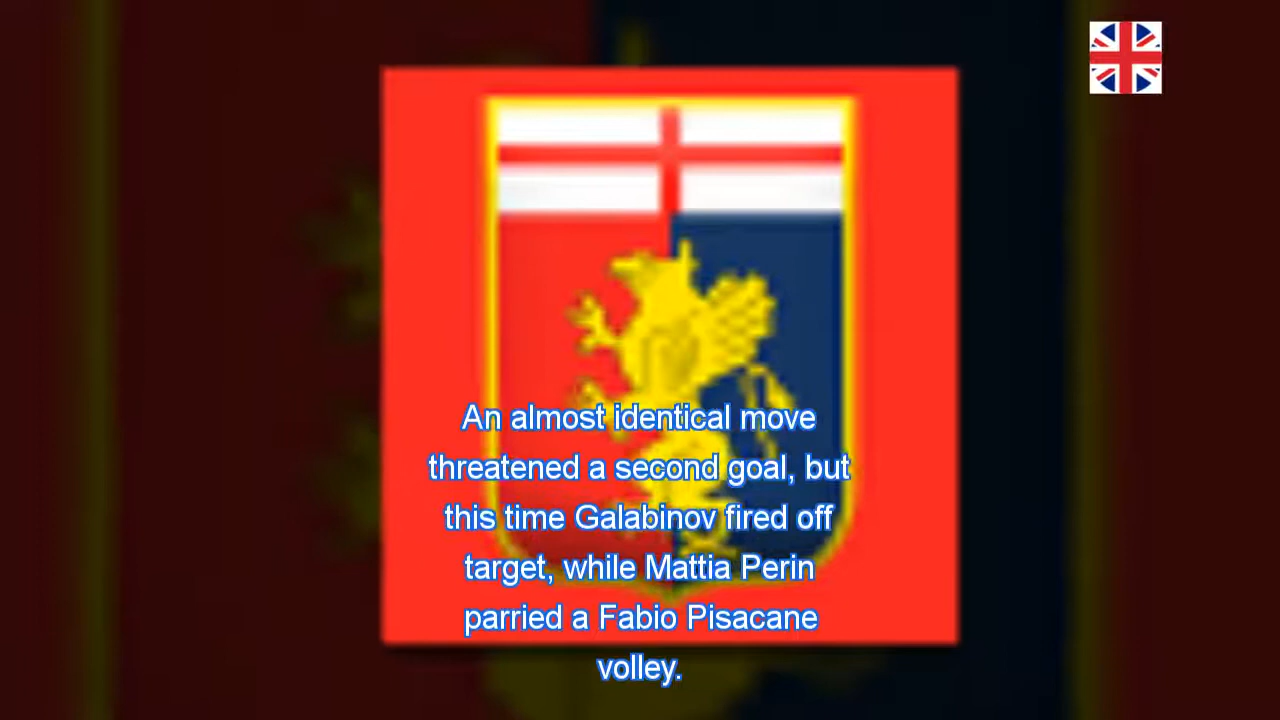 An almost identical move
threatened a second goal, but
this time Galabinov fired off
target, while Mattia Perin
parried a Fabio Pisacane
volley.